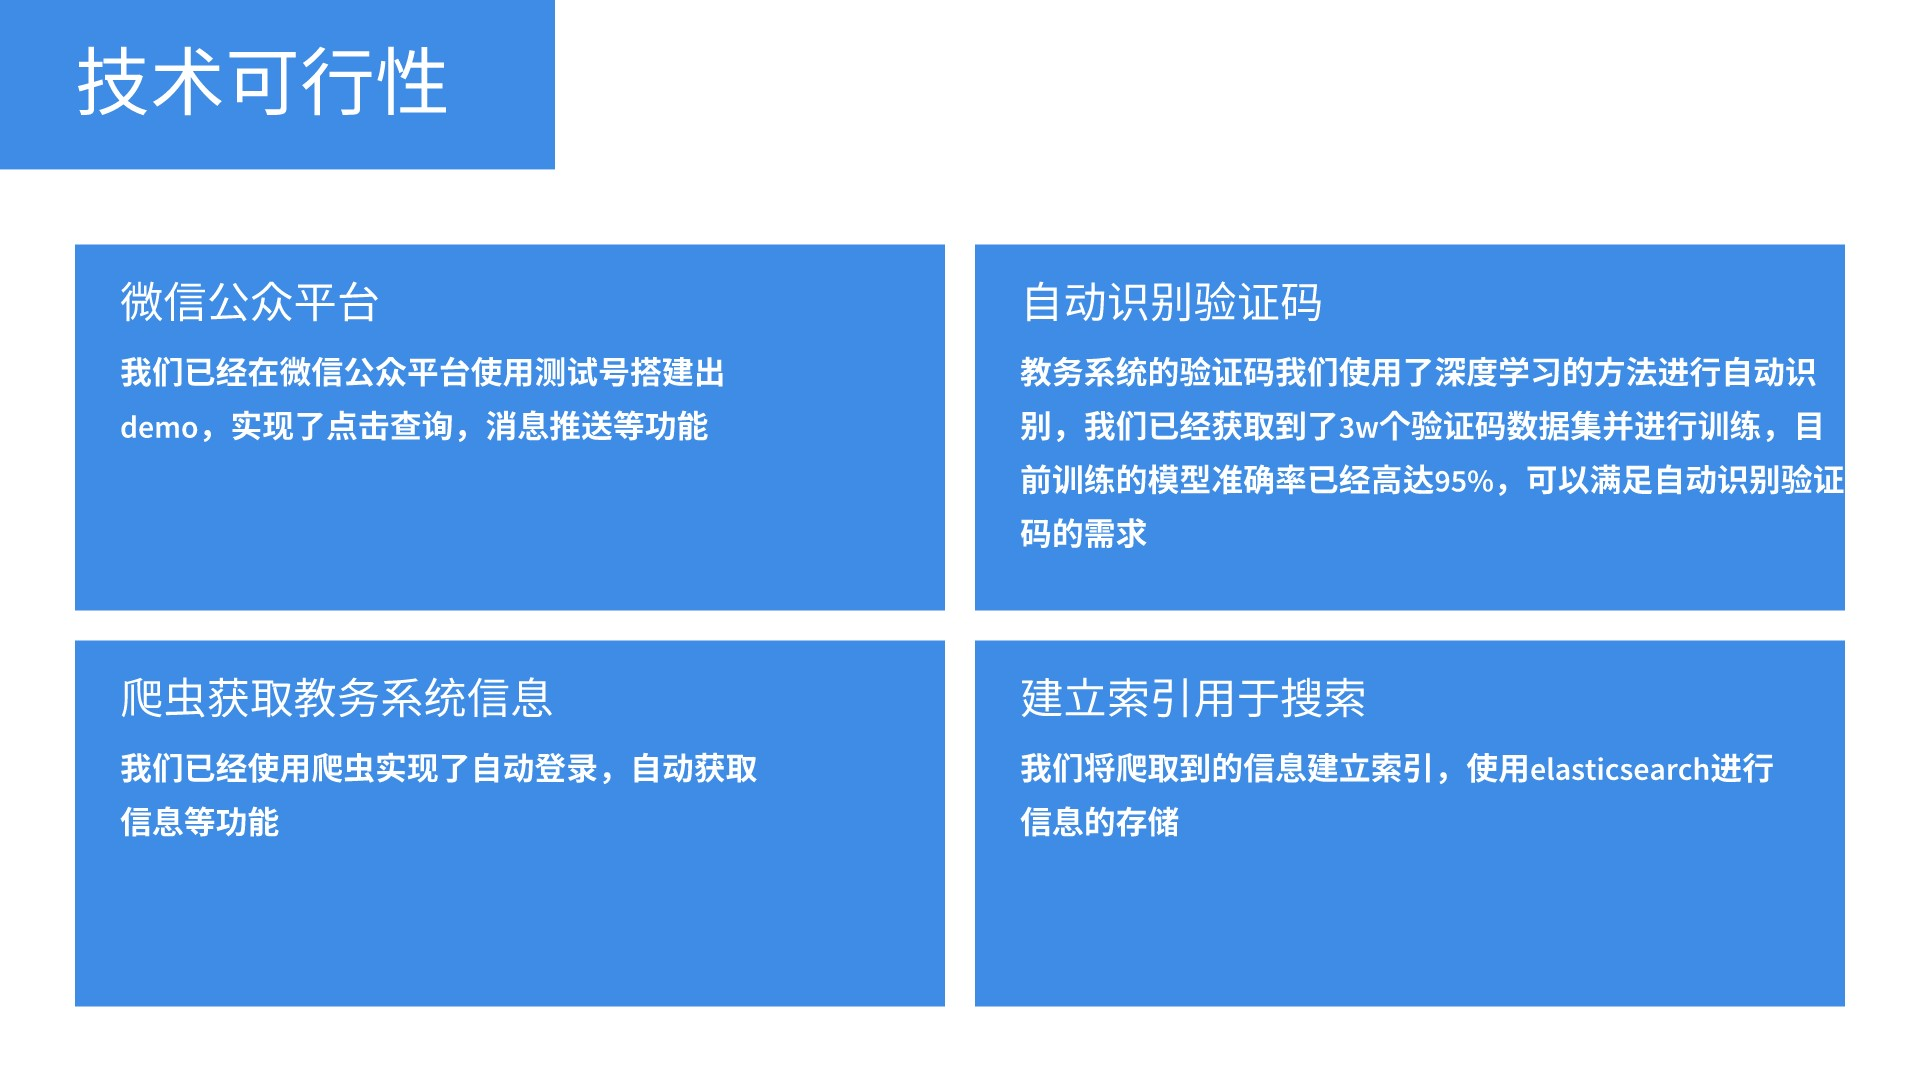 技术可行性
微信公众平台
我们已经在微信公众平台使用测试号搭建出
demo，实现了点击查询，消息推送等功能
自动识别验证码
教务系统的验证码我们使用了深度学习的方法进行自动识
别，我们已经获取到了3w个验证码数据集并进行训练，目
前训练的模型准确率已经高达95%，可以满足自动识别验证
码的需求
爬虫获取教务系统信息
我们已经使用爬虫实现了自动登录，自动获取
信息等功能
建立索引用于搜索
我们将爬取到的信息建立索引，使用elasticsearch进行
信息的存储